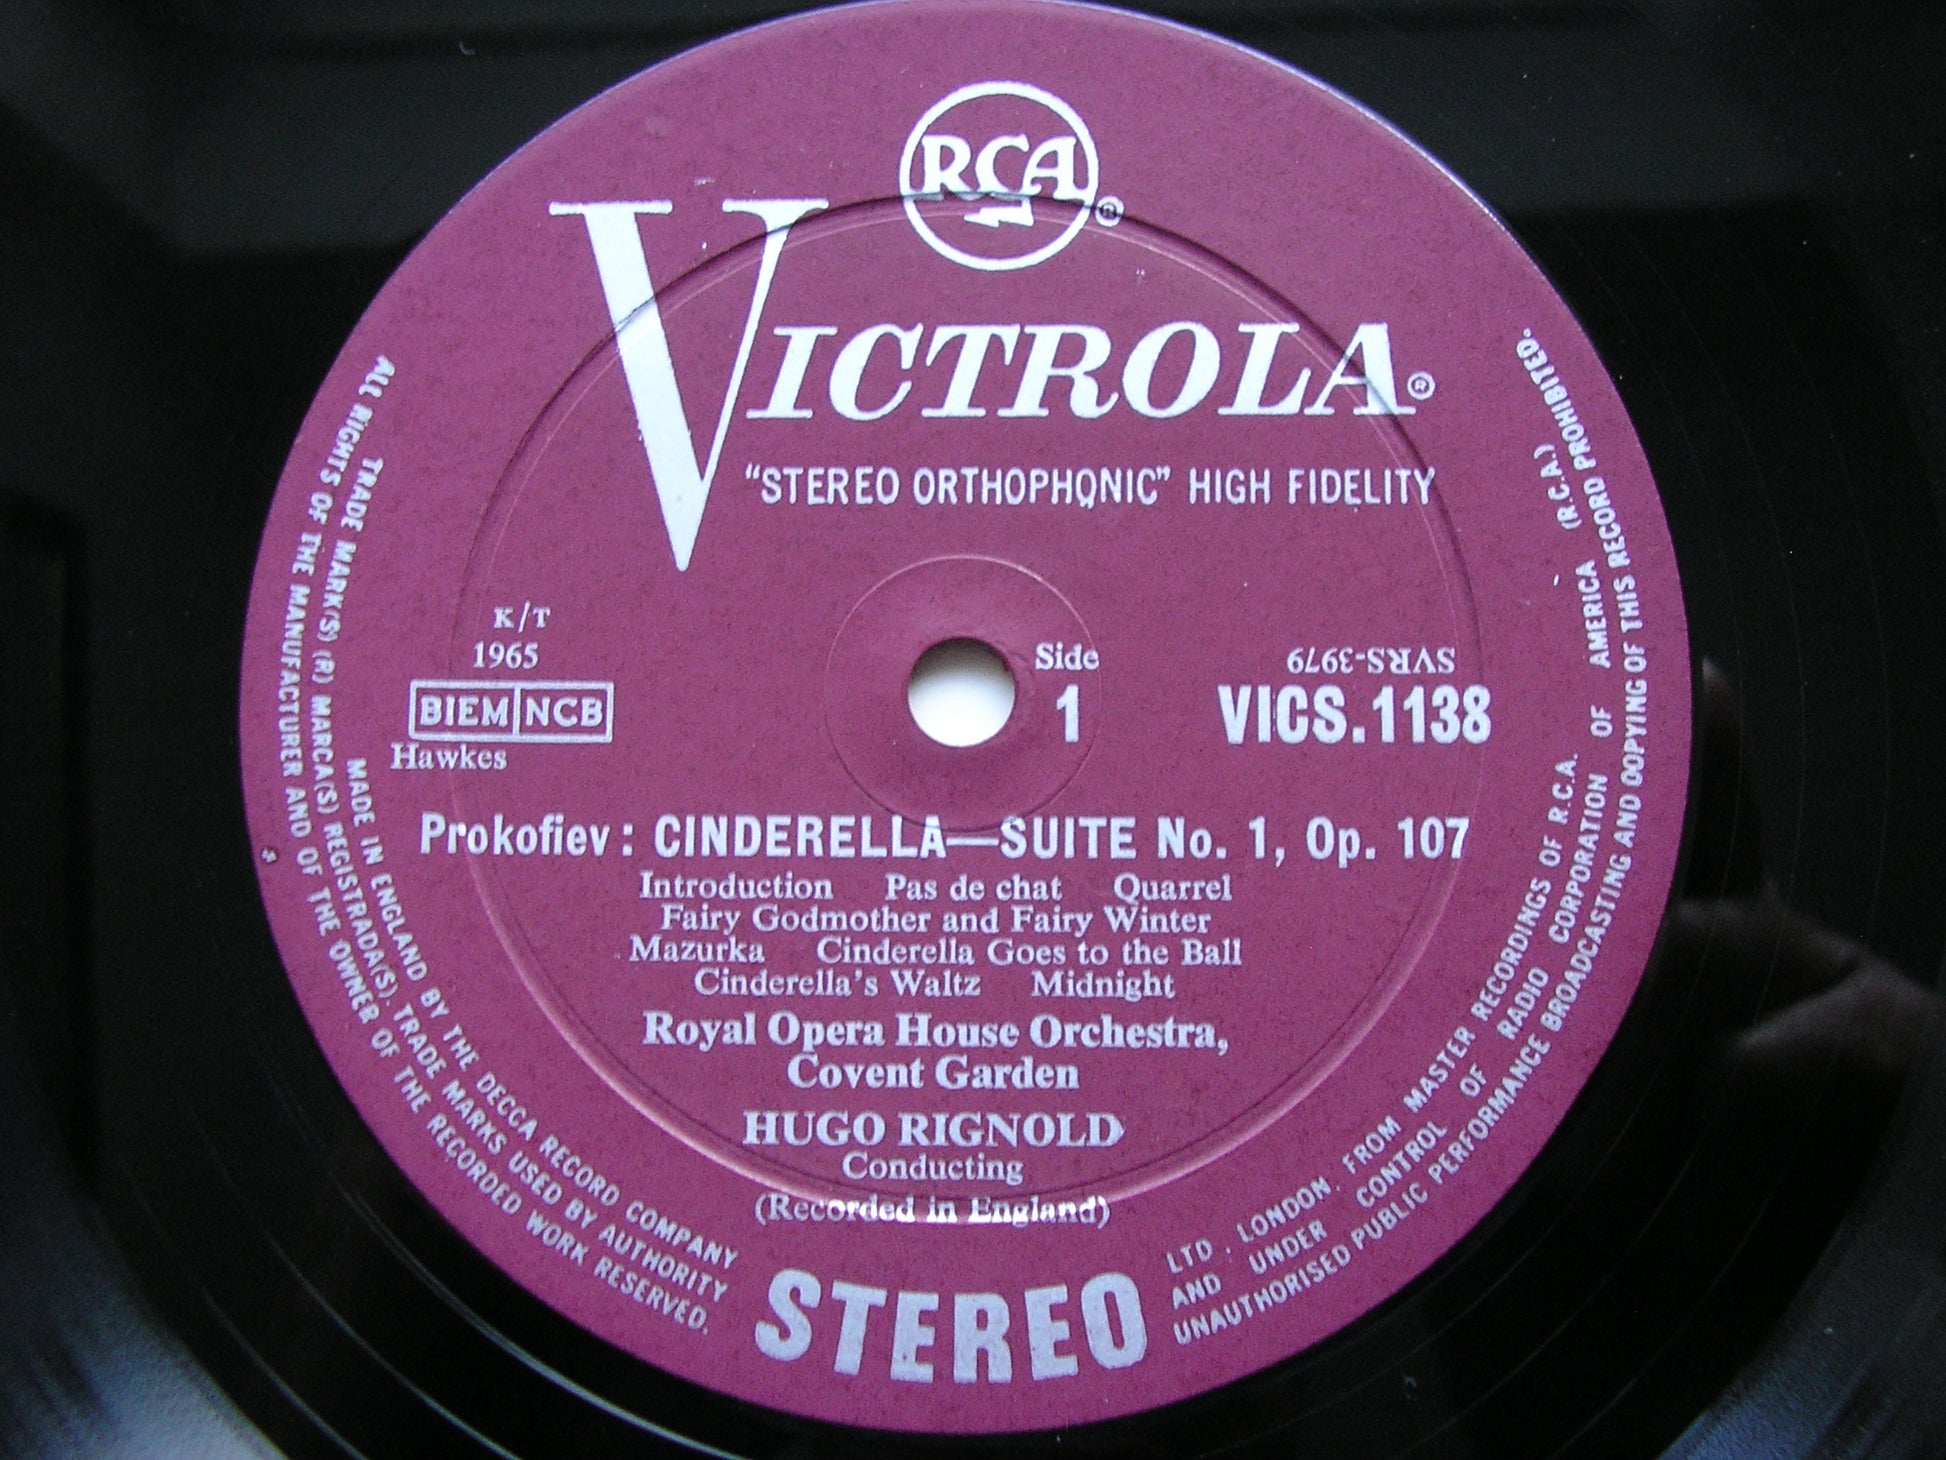 RCA
®
VICTROLA®
"STEREO ORTHOPHONIC" HIGH FIDELITY
K/T
1965
BIEM NCB
Hawkes
Side
1
SVRS-3979
VICS.1138
Prokofiev : CINDERELLA—SUITE No. 1, Op. 107
Introduction Pas de chat Quarrel
Fairy Godmother and Fairy Winter
Mazurka Cinderella Goes to the Ball
Cinderella's Waltz Midnight
Royal Opera House Orchestra,
Covent Garden
HUGO RIGNOLD
Conducting
(Recorded in England)
STEREO
MADE IN ENGLAND BY THE DECCA RECORD COMPANY LTD., LONDON, FROM MASTER RECORDINGS OF R.C.A.
TRADE MARK(S) (R) MARCA(S) REGISTRADA(S). TRADE MARKS USED BY AUTHORITY AND UNDER CONTROL OF RADIO CORPORATION OF AMERICA (R.C.A.)
ALL RIGHTS OF THE MANUFACTURER AND OF THE OWNER OF THE RECORDED WORK RESERVED. UNAUTHORISED PUBLIC PERFORMANCE BROADCASTING AND COPYING OF THIS RECORD PROHIBITED.